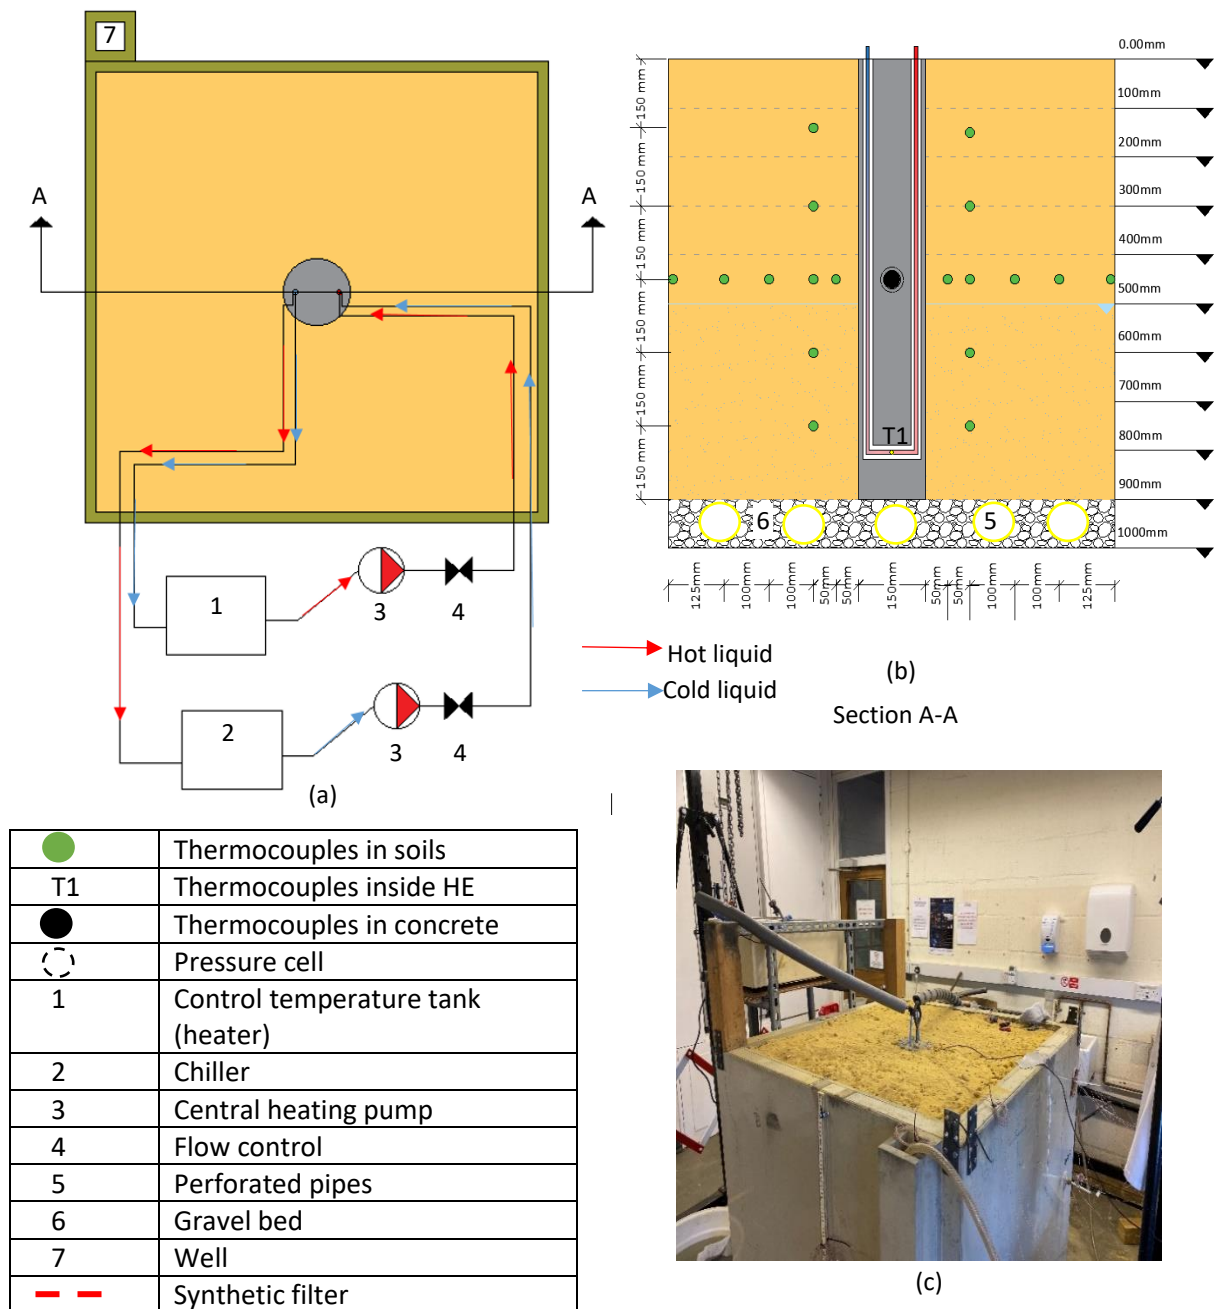 7
A
A
1
3
4
2
3
4
(a)
0.00mm
100mm
200mm
300mm
400mm
500mm
600mm
700mm
800mm
900mm
1000mm
150 mm
150 mm
150 mm
150 mm
150 mm
150 mm
T1
6
5
125mm
100mm
100mm
50mm
50mm
150mm
50mm
50mm
100mm
100mm
125mm
Hot liquid
Cold liquid
(b)
Section A-A
Thermocouples in soils
T1 Thermocouples inside HE
Thermocouples in concrete
Pressure cell
1 Control temperature tank
(heater)
2 Chiller
3 Central heating pump
4 Flow control
5 Perforated pipes
6 Gravel bed
7 Well
Synthetic filter
(c)